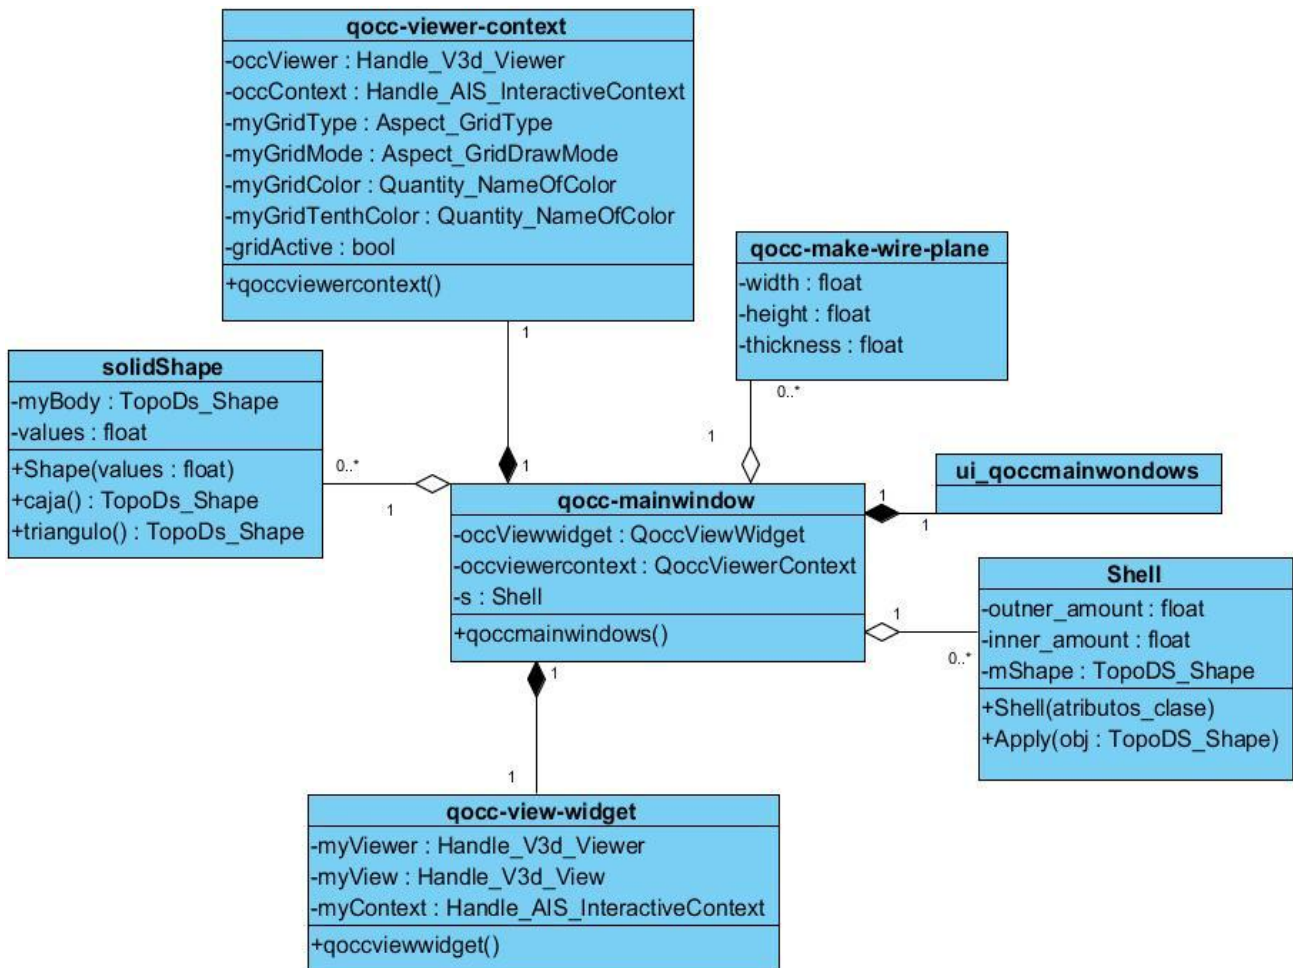 qocc-viewer-context
-occViewer : Handle_V3d_Viewer
-occContext : Handle_AIS_InteractiveContext
-myGridType : Aspect_GridType
-myGridMode : Aspect_GridDrawMode
-myGridColor : Quantity_NameOfColor
-myGridTenthColor : Quantity_NameOfColor
-gridActive : bool
+qoccviewercontext()
1
1
qocc-make-wire-plane
-width : float
-height : float
-thickness : float
0..*
1
solidShape
-myBody : TopoDs_Shape
-values : float
+Shape(values : float)
+caja() : TopoDs_Shape
+triangulo() : TopoDs_Shape
0..*
1
qocc-mainwindow
-occViewwidget : QoccViewWidget
-occviewercontext : QoccViewerContext
-s : Shell
+qoccmainwindows()
1
1
ui_qoccmainwondows
1
0..*
Shell
-outner_amount : float
-inner_amount : float
-mShape : TopoDS_Shape
+Shell(atributos_clase)
+Apply(obj : TopoDS_Shape)
1
1
qocc-view-widget
-myViewer : Handle_V3d_Viewer
-myView : Handle_V3d_View
-myContext : Handle_AIS_InteractiveContext
+qoccviewwidget()